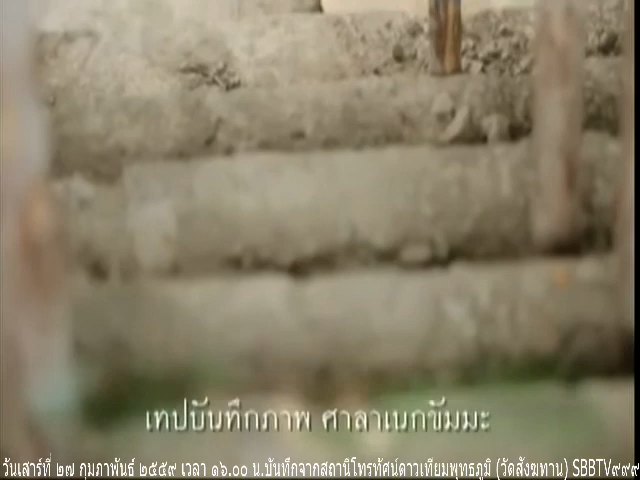 เทปบันทึกภาพ ศาลาเนกขัมมะ
วันเสาร์ที่ ๒๗ กุมภาพันธ์ ๒๕๕๙ เวลา ๑๖.๐๐ น.บันทึกจากสถานีโทรทัศน์ดาวเทียมพุทธภูมิ (วัดสังฆทาน) SBBTV๙๙๙